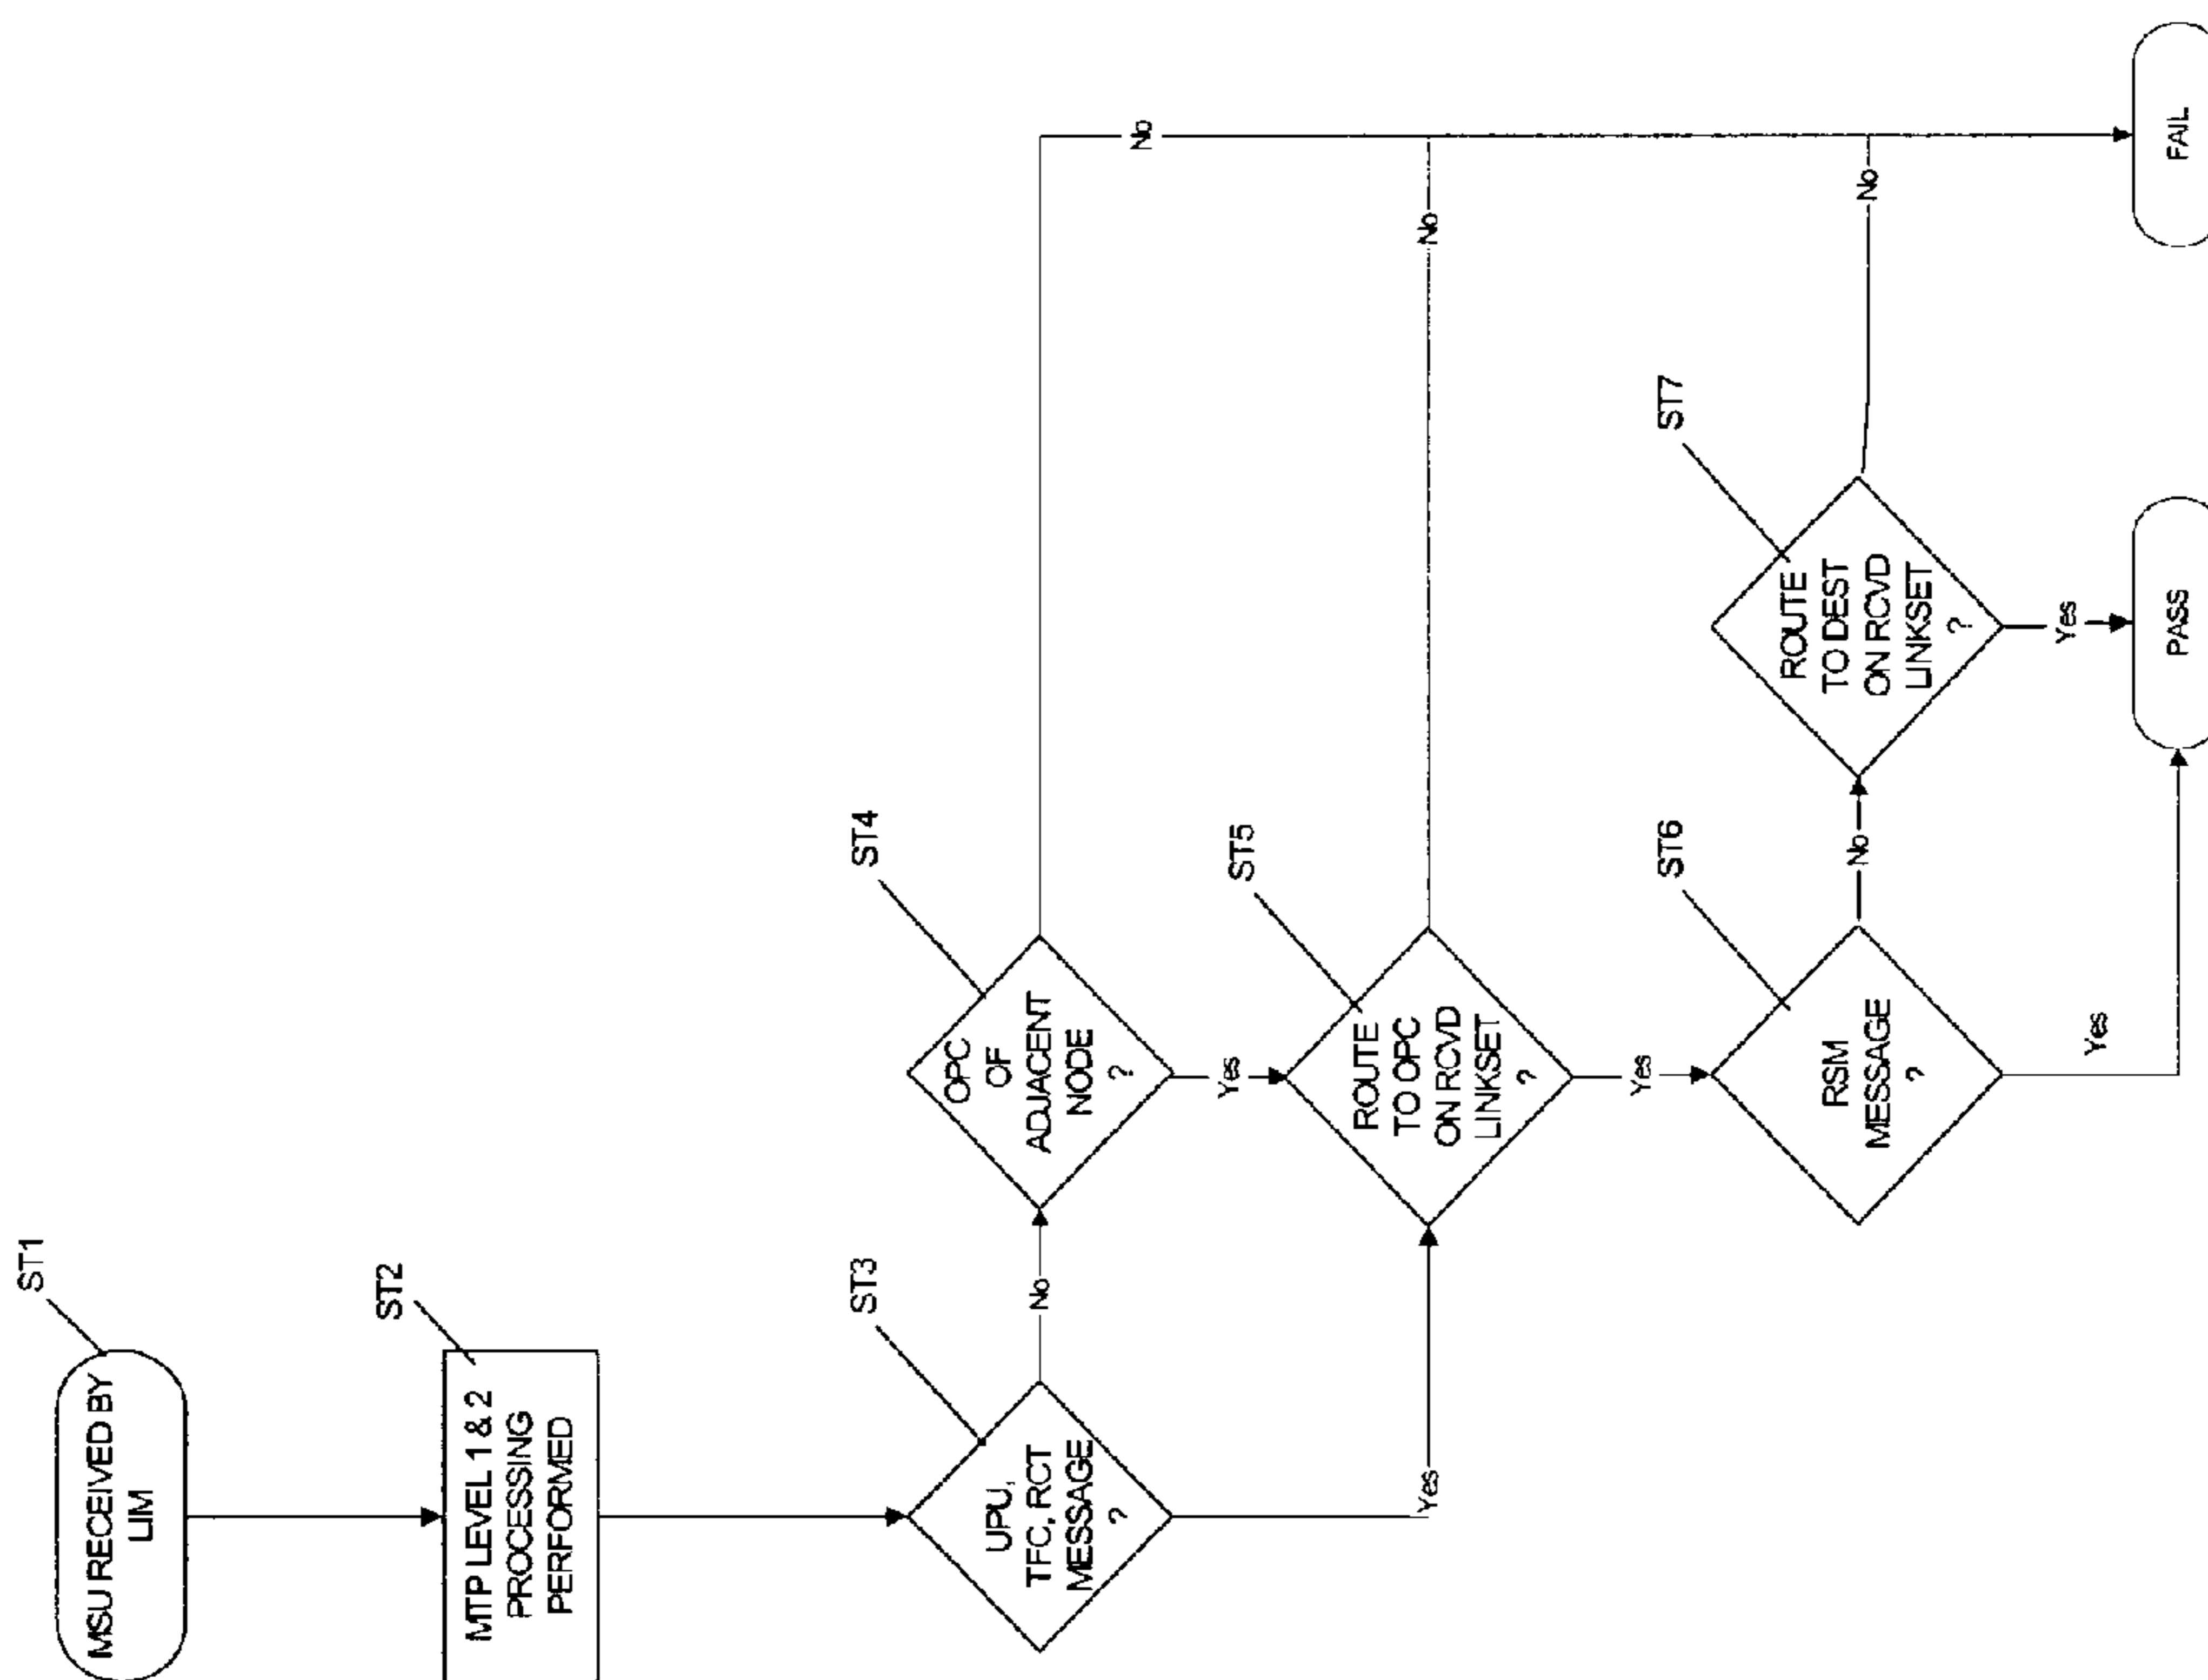 ST1
MSU RECEIVED BY
LIM
ST2
MTP LEVEL 1 & 2
PROCESSING
PERFORMED
ST3
UPU,
TFC, RCT
MESSAGE
?
No
Yes
ST4
OPC
OF
ADJACENT
NODE
?
No
Yes
ST5
ROUTE
TO OPC
ON RCVD
LINKSET
?
No
Yes
ST6
RSM
MESSAGE
?
No
Yes
ST7
ROUTE
TO DEST
ON RCVD
LINKSET
?
No
Yes
PASS
FAIL